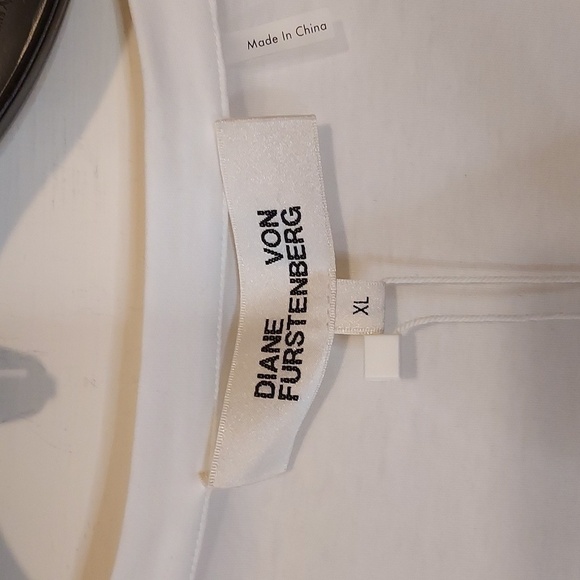 Made In China
DIANE VON
FURSTENBERG
XL